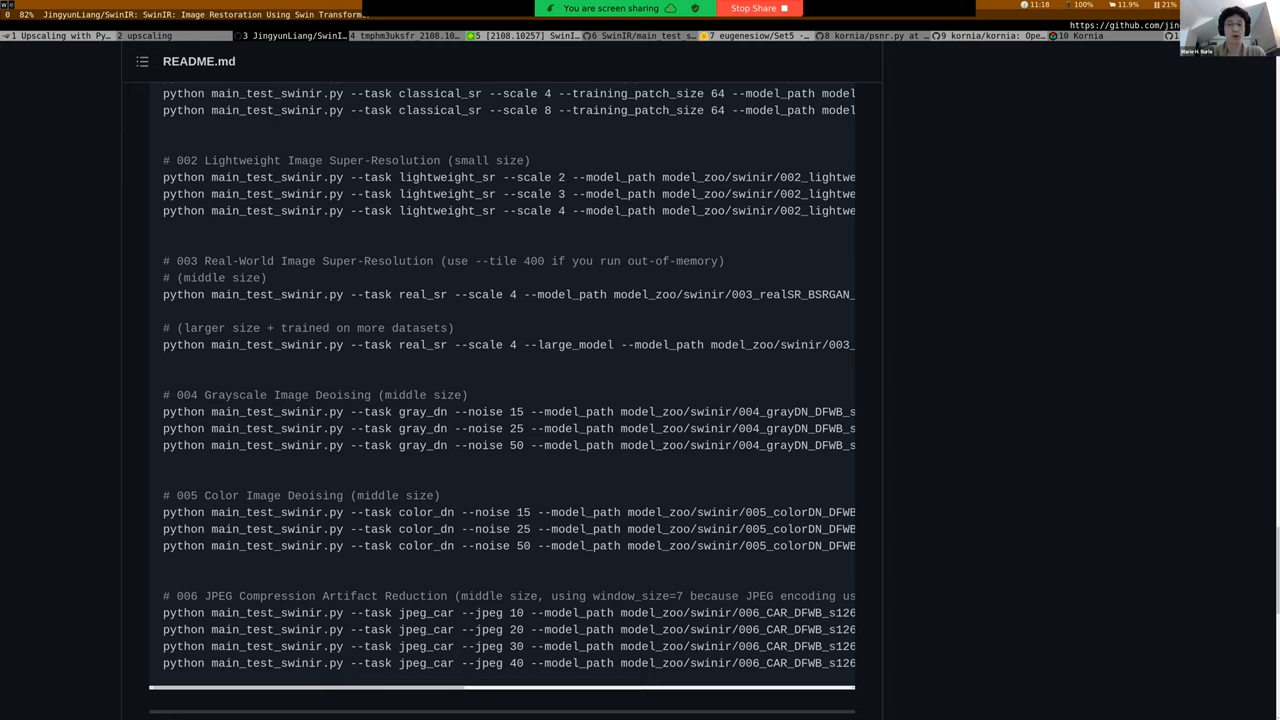 0 82% JingyunLiang/SwinIR: SwinIR: Image Restoration Using Swin Transform
You are screen sharing
Stop Share
11:18
100%
11.9%
21%
https://github.com/jin
1 Upscaling with Py...
2 upscaling
3 JingyunLiang/SwinI...
4 tmphm3uksfr 2108.10...
5 [2108.10257] SwinI...
6 SwinIR/main_test_s...
7 eugenesiow/Set5 ·...
8 kornia/psnr.py at ...
9 kornia/kornia: Ope...
10 Kornia
Marie H. Burle
README.md
python main_test_swinir.py --task classical_sr --scale 4 --training_patch_size 64 --model_path model
python main_test_swinir.py --task classical_sr --scale 8 --training_patch_size 64 --model_path model
# 002 Lightweight Image Super-Resolution (small size)
python main_test_swinir.py --task lightweight_sr --scale 2 --model_path model_zoo/swinir/002_lightwe
python main_test_swinir.py --task lightweight_sr --scale 3 --model_path model_zoo/swinir/002_lightwe
python main_test_swinir.py --task lightweight_sr --scale 4 --model_path model_zoo/swinir/002_lightwe
# 003 Real-World Image Super-Resolution (use --tile 400 if you run out-of-memory)
# (middle size)
python main_test_swinir.py --task real_sr --scale 4 --model_path model_zoo/swinir/003_realSR_BSRGAN_
# (larger size + trained on more datasets)
python main_test_swinir.py --task real_sr --scale 4 --large_model --model_path model_zoo/swinir/003_
# 004 Grayscale Image Deoising (middle size)
python main_test_swinir.py --task gray_dn --noise 15 --model_path model_zoo/swinir/004_grayDN_DFWB_s
python main_test_swinir.py --task gray_dn --noise 25 --model_path model_zoo/swinir/004_grayDN_DFWB_s
python main_test_swinir.py --task gray_dn --noise 50 --model_path model_zoo/swinir/004_grayDN_DFWB_s
# 005 Color Image Deoising (middle size)
python main_test_swinir.py --task color_dn --noise 15 --model_path model_zoo/swinir/005_colorDN_DFWB
python main_test_swinir.py --task color_dn --noise 25 --model_path model_zoo/swinir/005_colorDN_DFWB
python main_test_swinir.py --task color_dn --noise 50 --model_path model_zoo/swinir/005_colorDN_DFWB
# 006 JPEG Compression Artifact Reduction (middle size, using window_size=7 because JPEG encoding us
python main_test_swinir.py --task jpeg_car --jpeg 10 --model_path model_zoo/swinir/006_CAR_DFWB_s126
python main_test_swinir.py --task jpeg_car --jpeg 20 --model_path model_zoo/swinir/006_CAR_DFWB_s126
python main_test_swinir.py --task jpeg_car --jpeg 30 --model_path model_zoo/swinir/006_CAR_DFWB_s126
python main_test_swinir.py --task jpeg_car --jpeg 40 --model_path model_zoo/swinir/006_CAR_DFWB_s126